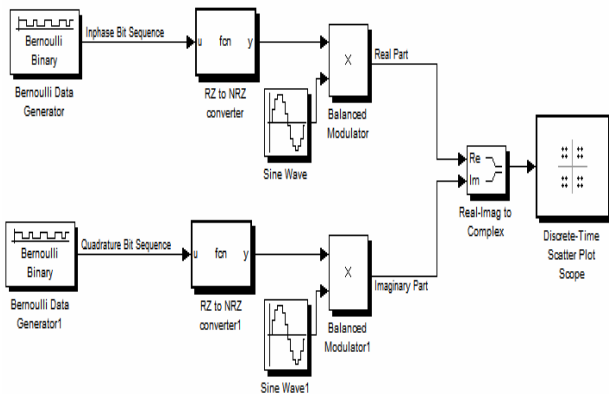 Bernoulli
Binary
Bernoulli Data
Generator
Inphase Bit Sequence
u fcn y
RZ to NRZ
converter
Sine Wave
X
Balanced
Modulator
Real Part
Re
Im
Real-Imag to
Complex
Discrete-Time
Scatter Plot
Scope
Bernoulli
Binary
Bernoulli Data
Generator1
Quadrature Bit Sequence
u fcn y
RZ to NRZ
converter1
Sine Wave1
X
Balanced
Modulator1
Imaginary Part